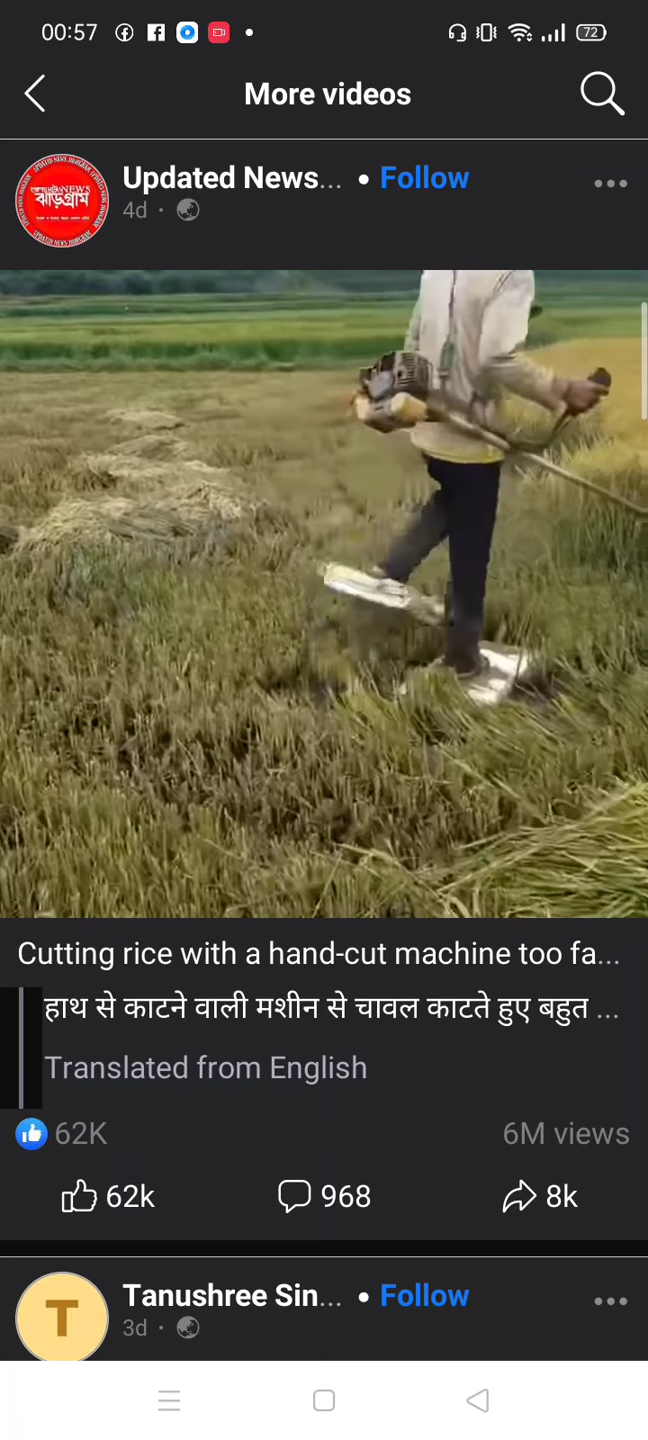 00:57
72
More videos
Updated News... • Follow
4d
NEWS
ঝাড়গ্রাম
Cutting rice with a hand-cut machine too fa...
हाथ से काटने वाली मशीन से चावल काटते हुए बहुत ...
Translated from English
62K
6M views
62k
968
8k
T
Tanushree Sin... • Follow
3d